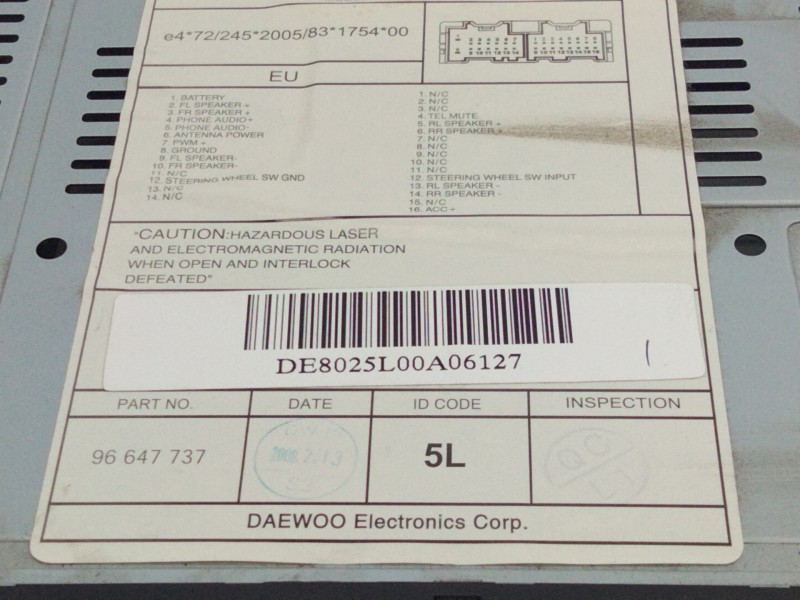 e4*72/245*2005/83*1754*00
EU
1. BATTERY
2. FL SPEAKER +
3. FR SPEAKER +
4. PHONE AUDIO+
5. PHONE AUDIO-
6. ANTENNA POWER
7. PWM +
8. GROUND
9. FL SPEAKER-
10. FR SPEAKER-
11. N/C
12. STEERING WHEEL SW GND
13. N/C
14. N/C
1. N/C
2. N/C
3. N/C
4. TEL MUTE
5. RL SPEAKER +
6. RR SPEAKER +
7. N/C
8. N/C
9. N/C
10. N/C
11. N/C
12. STEERING WHEEL SW INPUT
13. RL SPEAKER -
14. RR SPEAKER -
15. N/C
16. ACC+
"CAUTION:HAZARDOUS LASER
AND ELECTROMAGNETIC RADIATION
WHEN OPEN AND INTERLOCK
DEFEATED"
DE8025L00A06127
PART NO. DATE ID CODE INSPECTION
96 647 737 5L
QC
DAEWOO Electronics Corp.